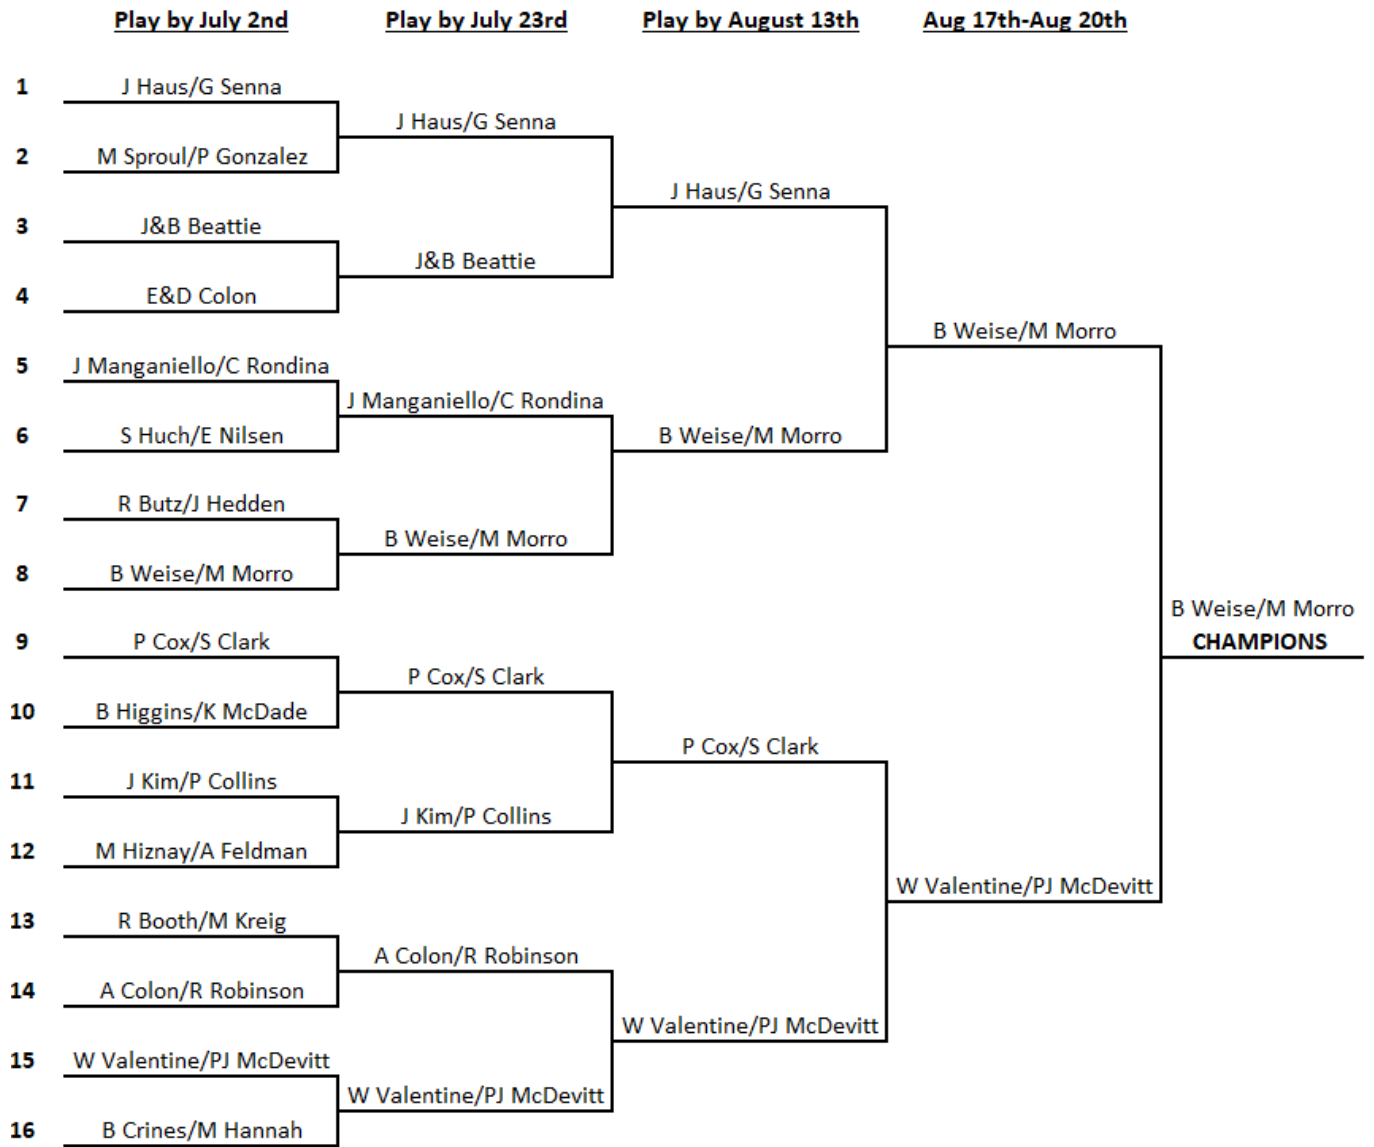 Play by July 2nd Play by July 23rd Play by August 13th Aug 17th-Aug 20th
1 J Haus/G Senna
J Haus/G Senna
2 M Sproul/P Gonzalez
J Haus/G Senna
3 J&B Beattie
J&B Beattie
4 E&D Colon
B Weise/M Morro
5 J Manganiello/C Rondina
J Manganiello/C Rondina
6 S Huch/E Nilsen B Weise/M Morro
7 R Butz/J Hedden
B Weise/M Morro
8 B Weise/M Morro
B Weise/M Morro
9 P Cox/S Clark CHAMPIONS
P Cox/S Clark
10 B Higgins/K McDade
P Cox/S Clark
11 J Kim/P Collins
J Kim/P Collins
12 M Hiznay/A Feldman
W Valentine/PJ McDevitt
13 R Booth/M Kreig
A Colon/R Robinson
14 A Colon/R Robinson
W Valentine/PJ McDevitt
15 W Valentine/PJ McDevitt
W Valentine/PJ McDevitt
16 B Crines/M Hannah